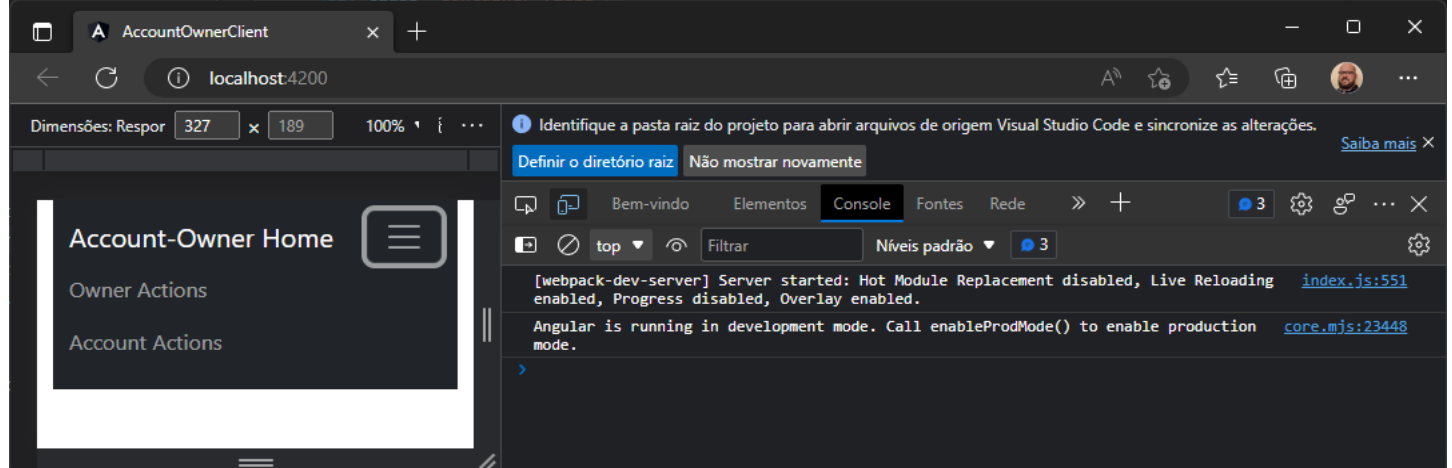 AccountOwnerClient
localhost:4200
Dimensões: Respor 327 x 189 100%
Identifique a pasta raiz do projeto para abrir arquivos de origem Visual Studio Code e sincronize as alterações.
Saiba mais
Definir o diretório raiz Não mostrar novamente
Bem-vindo Elementos Console Fontes Rede 3
top Filtrar Níveis padrão 3
[webpack-dev-server] Server started: Hot Module Replacement disabled, Live Reloading index.js:551
enabled, Progress disabled, Overlay enabled.
Angular is running in development mode. Call enableProdMode() to enable production core.mjs:23448
mode.
Account-Owner Home
Owner Actions
Account Actions